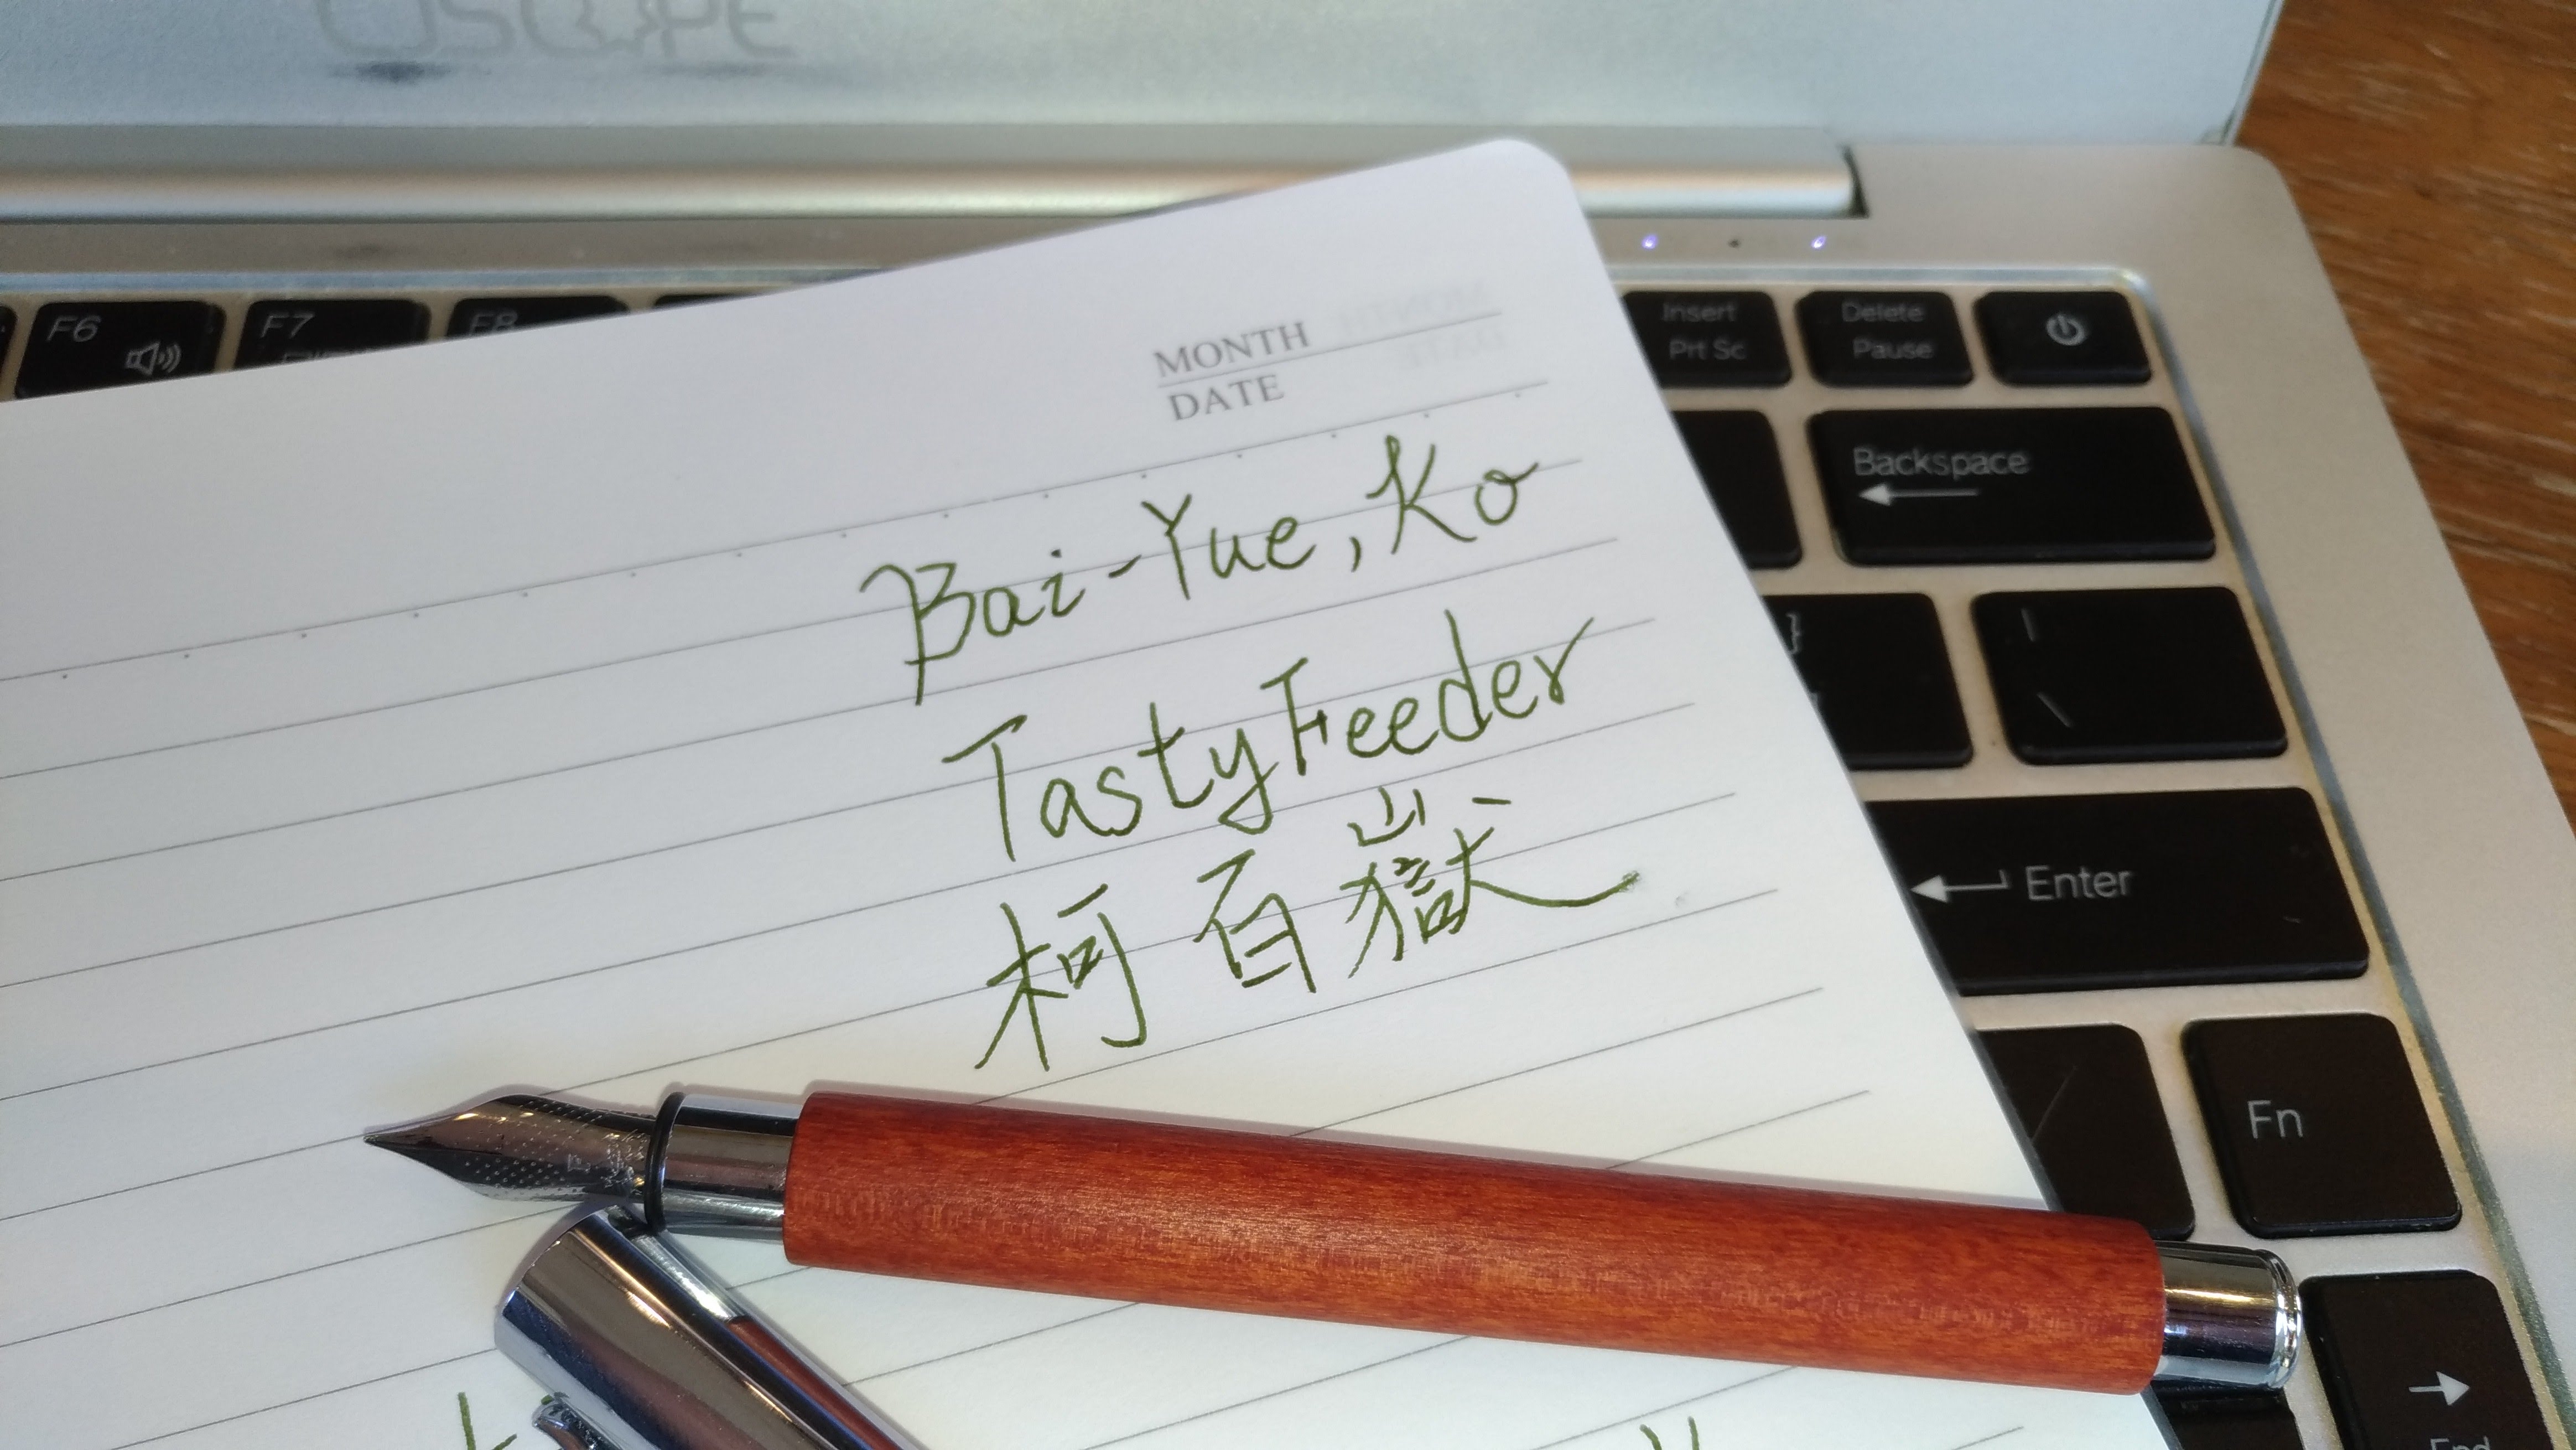 F6
F7
F8
MONTH
DATE
Insert
Prt Sc
Delete
Pause
Backspace
Bai-Yue, Ko
TastyFeeder
柯百嶽
}
|
\
Enter
Fn
End